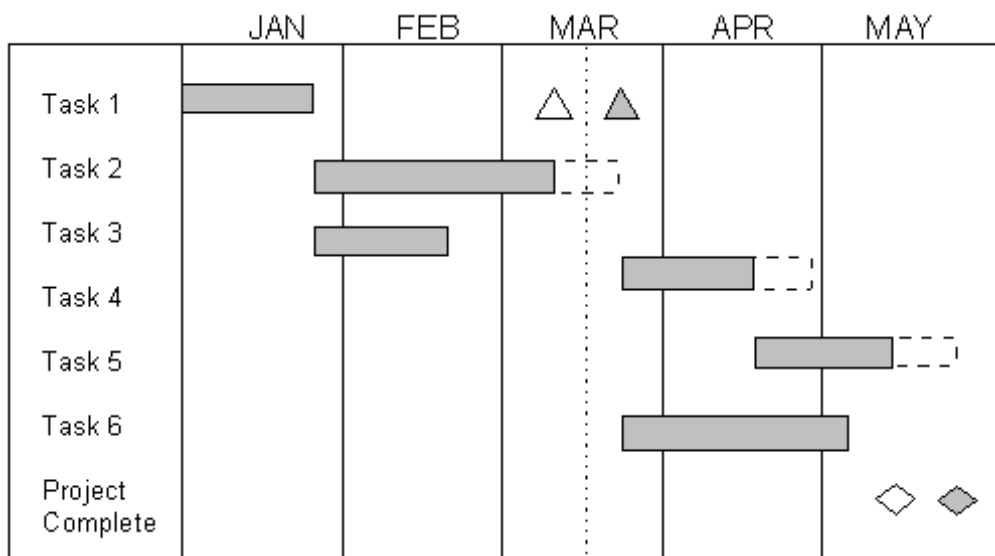 JAN FEB MAR APR MAY
Task 1
Task 2
Task 3
Task 4
Task 5
Task 6
Project
Complete